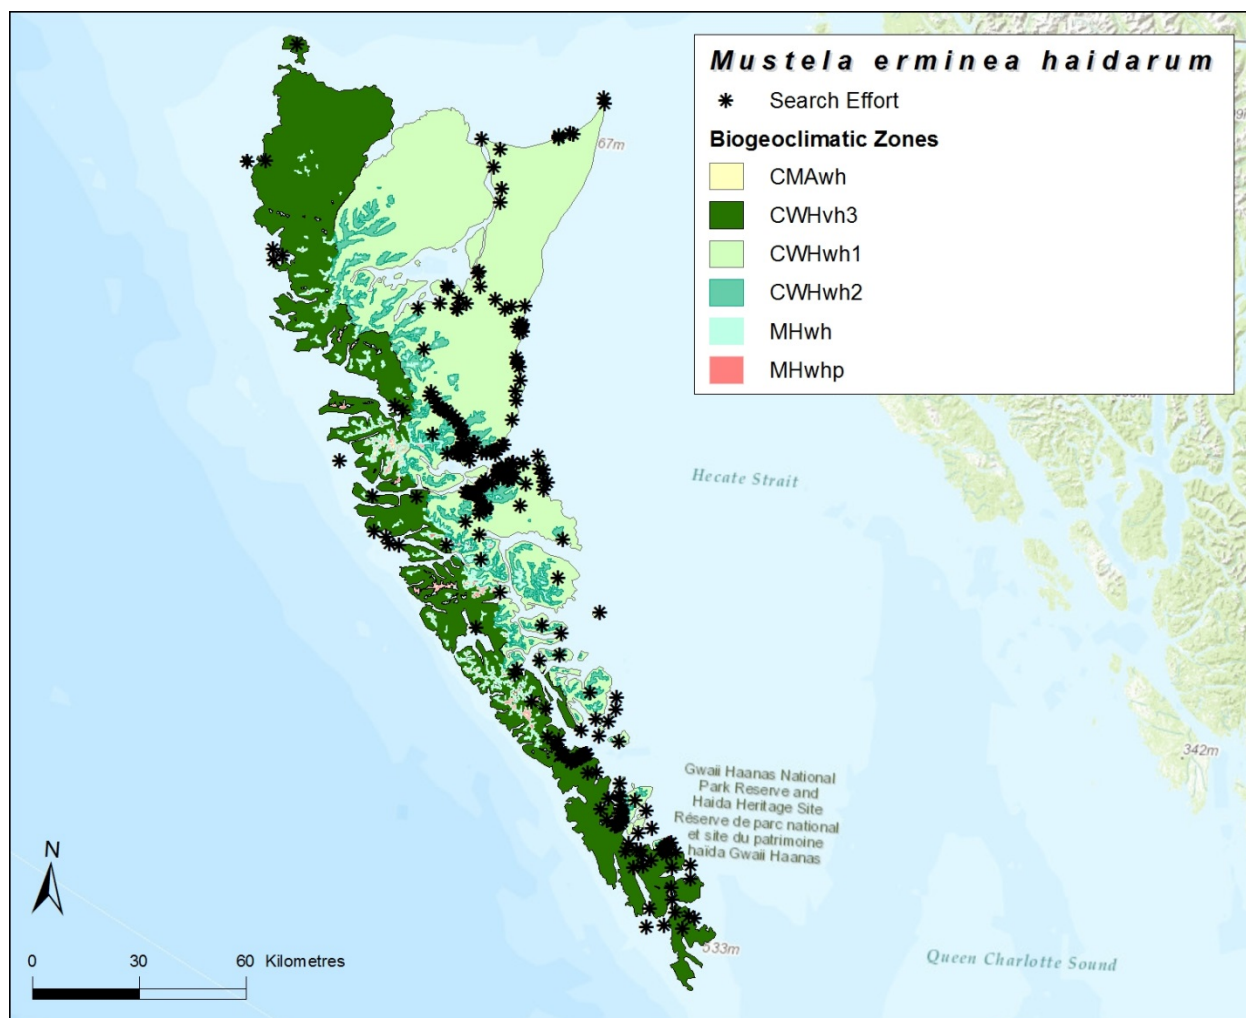 Mustela erminea haidarum
Search Effort
Biogeoclimatic Zones
CMAwh
CWHvh3
CWHwh1
CWHwh2
MHwh
MHwhp
67m
Hecate Strait
342m
Gwaii Haanas National
Park Reserve and
Haida Heritage Site
Réserve de parc national
et site du patrimoine
haïda Gwaii Haanas
N
533m
0 30 60 Kilometres
Queen Charlotte Sound